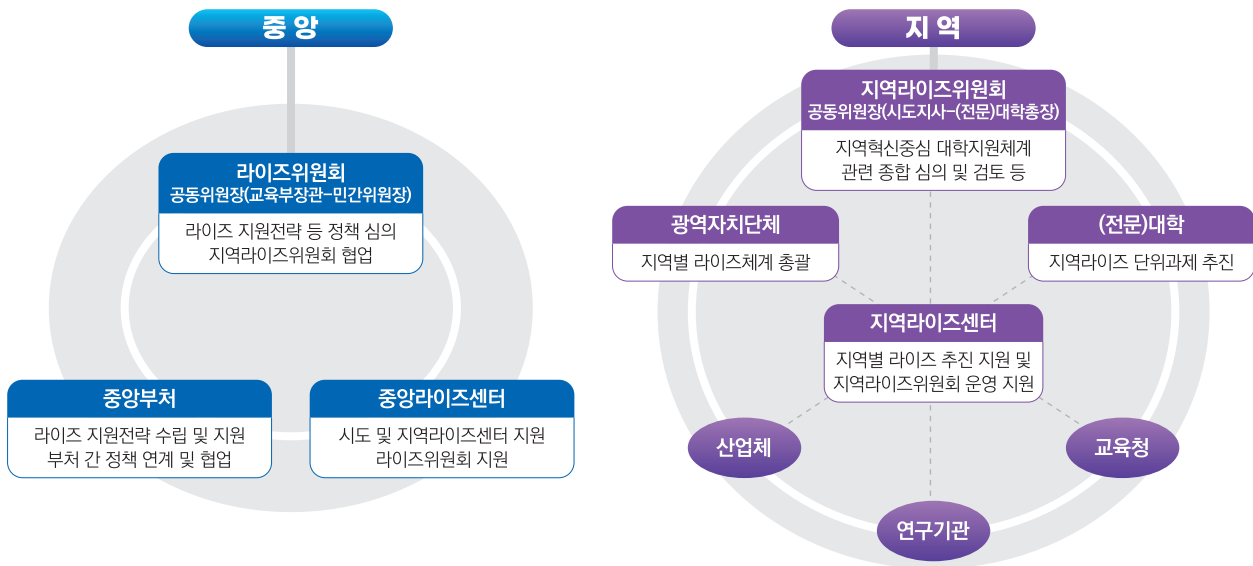 중앙
라이즈위원회
공동위원장(교육부장관-민간위원장)
라이즈 지원전략 등 정책 심의
지역라이즈위원회 협업
중앙부처
라이즈 지원전략 수립 및 지원
부처 간 정책 연계 및 협업
중앙라이즈센터
시도 및 지역라이즈센터 지원
라이즈위원회 지원
지역
지역라이즈위원회
공동위원장(시도지사-(전문)대학총장)
지역혁신중심 대학지원체계
관련 종합 심의 및 검토 등
광역자치단체
지역별 라이즈체계 총괄
(전문)대학
지역라이즈 단위과제 추진
지역라이즈센터
지역별 라이즈 추진 지원 및
지역라이즈위원회 운영 지원
산업체
교육청
연구기관